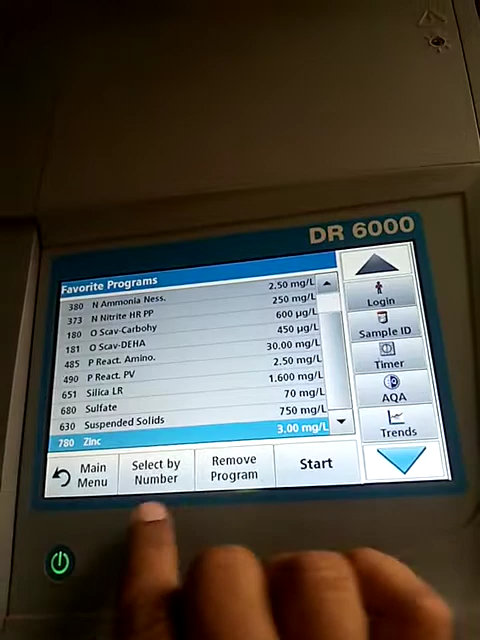 DR 6000
Favorite Programs
380 N Ammonia Ness. 2.50 mg/L
373 N Nitrite HR PP 250 mg/L
180 O Scav-Carbohy 600 µg/L
181 O Scav-DEHA 450 µg/L
485 P React. Amino. 30.00 mg/L
490 P React. PV 2.50 mg/L
651 Silica LR 1.600 mg/L
680 Sulfate 70 mg/L
630 Suspended Solids 750 mg/L
780 Zinc 3.00 mg/L
Login
Sample ID
Timer
AQA
Trends
Main Menu
Select by Number
Remove Program
Start